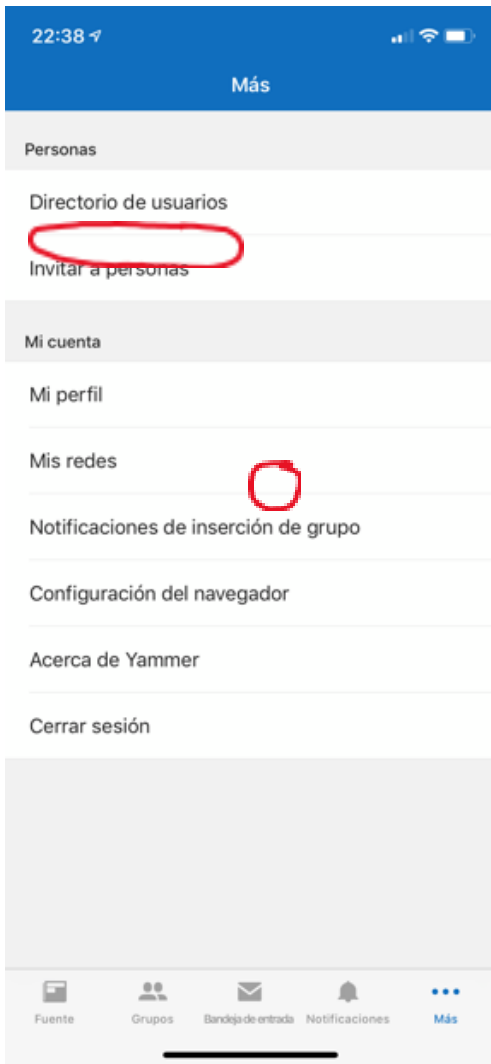 22:38
Más
Personas
Directorio de usuarios
Invitar a personas
Mi cuenta
Mi perfil
Mis redes
Notificaciones de inserción de grupo
Configuración del navegador
Acerca de Yammer
Cerrar sesión
Fuente Grupos Bandeja de entrada Notificaciones Más